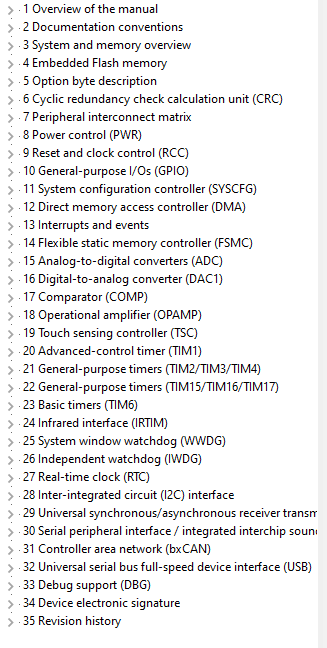 1 Overview of the manual
2 Documentation conventions
3 System and memory overview
4 Embedded Flash memory
5 Option byte description
6 Cyclic redundancy check calculation unit (CRC)
7 Peripheral interconnect matrix
8 Power control (PWR)
9 Reset and clock control (RCC)
10 General-purpose I/Os (GPIO)
11 System configuration controller (SYSCFG)
12 Direct memory access controller (DMA)
13 Interrupts and events
14 Flexible static memory controller (FSMC)
15 Analog-to-digital converters (ADC)
16 Digital-to-analog converter (DAC1)
17 Comparator (COMP)
18 Operational amplifier (OPAMP)
19 Touch sensing controller (TSC)
20 Advanced-control timer (TIM1)
21 General-purpose timers (TIM2/TIM3/TIM4)
22 General-purpose timers (TIM15/TIM16/TIM17)
23 Basic timers (TIM6)
24 Infrared interface (IRTIM)
25 System window watchdog (WWDG)
26 Independent watchdog (IWDG)
27 Real-time clock (RTC)
28 Inter-integrated circuit (I2C) interface
29 Universal synchronous/asynchronous receiver transm
30 Serial peripheral interface / integrated interchip soun
31 Controller area network (bxCAN)
32 Universal serial bus full-speed device interface (USB)
33 Debug support (DBG)
34 Device electronic signature
35 Revision history